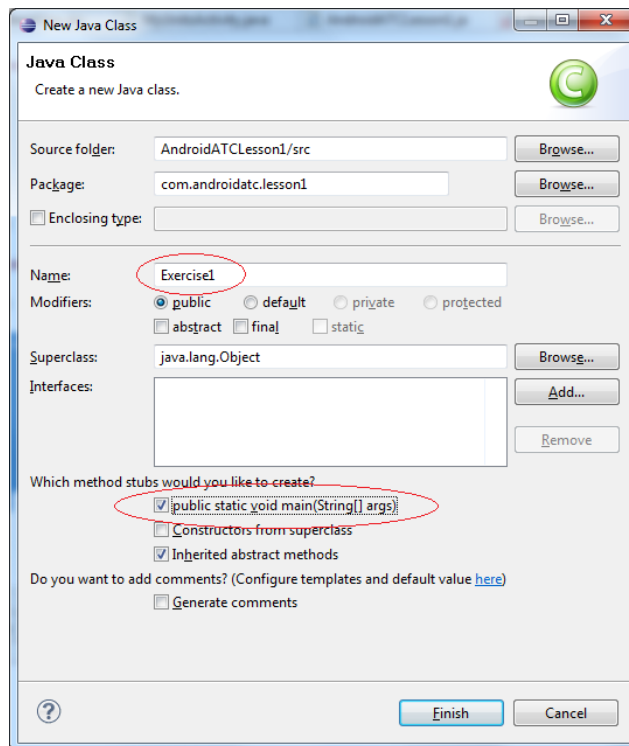 New Java Class
Java Class
Create a new Java class.
Source folder: AndroidATCLesson1/src Browse...
Package: com.androidatc.lesson1 Browse...
Enclosing type: Browse...
Name: Exercise1
Modifiers: public default private protected
abstract final static
Superclass: java.lang.Object Browse...
Interfaces: Add...
Remove
Which method stubs would you like to create?
public static void main(String[] args)
Constructors from superclass
Inherited abstract methods
Do you want to add comments? (Configure templates and default value here)
Generate comments
? Finish Cancel